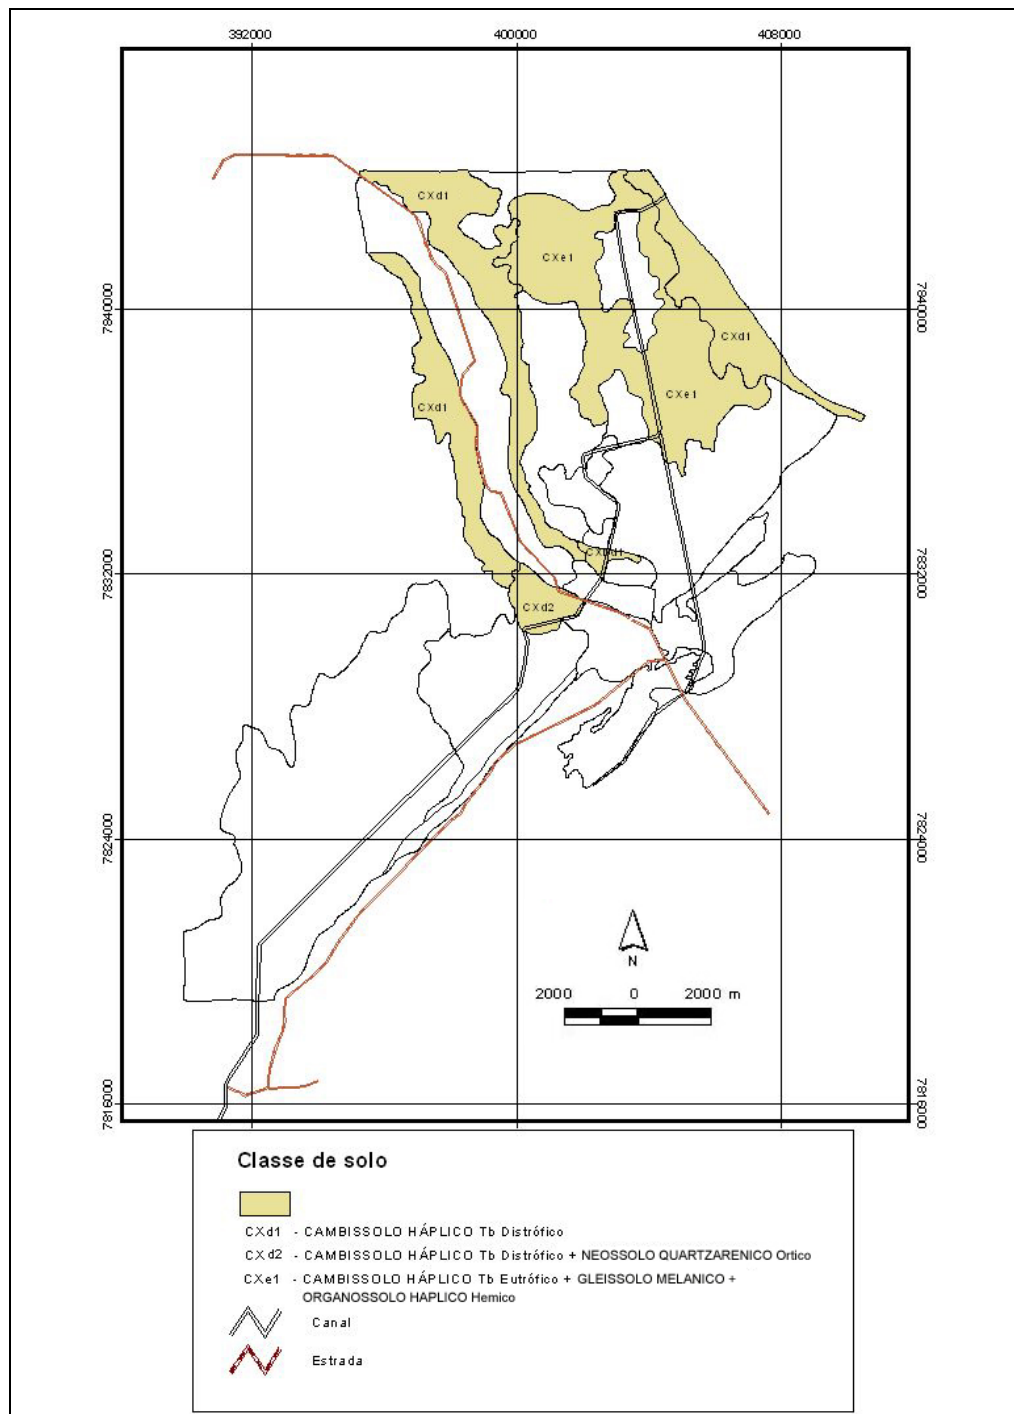 392000 400000 408000
CXd1
CXe1
7840000 7840000
CXd1
CXe1
CXd1
7832000 7832000
CXd2
7824000 7824000
N
2000 0 2000 m
7816000 7816000
Classe de solo
CXd1 - CAMBISSOLO HÁPLICO Tb Distrófico
CXd2 - CAMBISSOLO HÁPLICO Tb Distrófico + NEOSSOLO QUARTZARENICO Ortico
CXe1 - CAMBISSOLO HÁPLICO Tb Eutrófico + GLEISSOLO MELANICO +
ORGANOSSOLO HAPLICO Hemico
Canal
Estrada